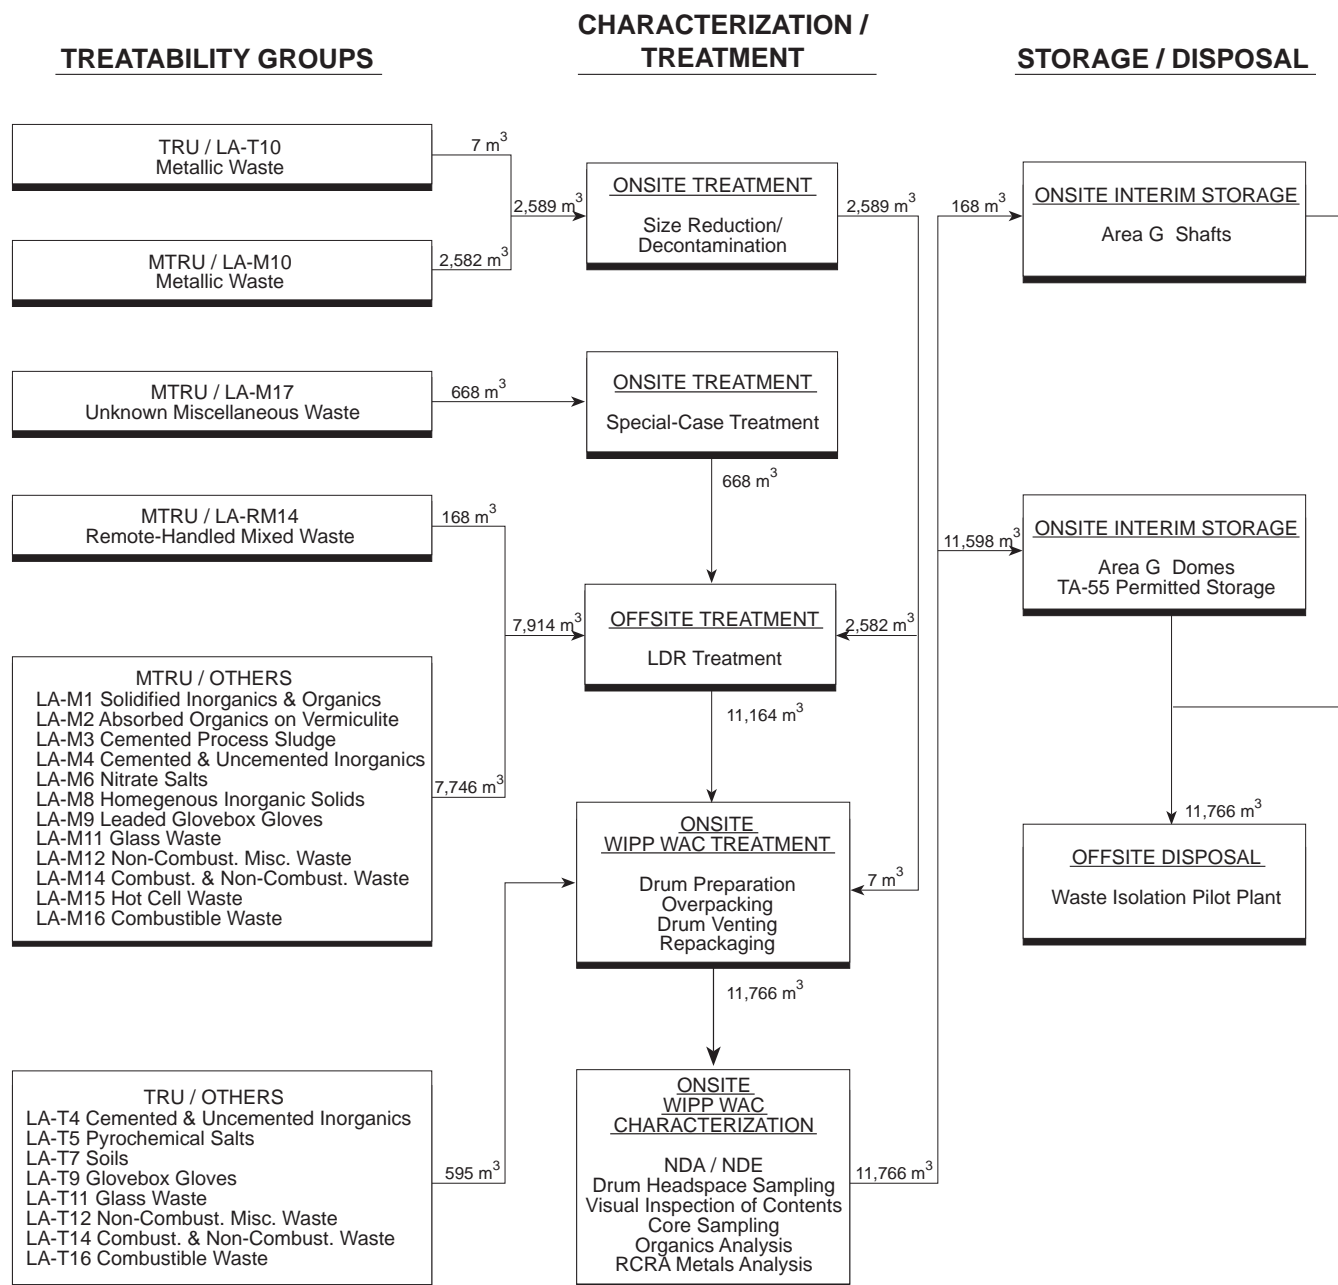 TREATABILITY GROUPS
CHARACTERIZATION /
TREATMENT
STORAGE / DISPOSAL
TRU / LA-T10
Metallic Waste
7 m³
MTRU / LA-M10
Metallic Waste
2,582 m³
2,589 m³
ONSITE TREATMENT
Size Reduction/
Decontamination
2,589 m³
168 m³
ONSITE INTERIM STORAGE
Area G Shafts
MTRU / LA-M17
Unknown Miscellaneous Waste
668 m³
ONSITE TREATMENT
Special-Case Treatment
668 m³
MTRU / LA-RM14
Remote-Handled Mixed Waste
168 m³
11,598 m³
ONSITE INTERIM STORAGE
Area G Domes
TA-55 Permitted Storage
7,914 m³
OFFSITE TREATMENT
LDR Treatment
2,582 m³
11,164 m³
MTRU / OTHERS
LA-M1 Solidified Inorganics & Organics
LA-M2 Absorbed Organics on Vermiculite
LA-M3 Cemented Process Sludge
LA-M4 Cemented & Uncemented Inorganics
LA-M6 Nitrate Salts
LA-M8 Homegenous Inorganic Solids
LA-M9 Leaded Glovebox Gloves
LA-M11 Glass Waste
LA-M12 Non-Combust. Misc. Waste
LA-M14 Combust. & Non-Combust. Waste
LA-M15 Hot Cell Waste
LA-M16 Combustible Waste
7,746 m³
ONSITE
WIPP WAC TREATMENT
Drum Preparation
Overpacking
Drum Venting
Repackaging
7 m³
11,766 m³
11,766 m³
OFFSITE DISPOSAL
Waste Isolation Pilot Plant
TRU / OTHERS
LA-T4 Cemented & Uncemented Inorganics
LA-T5 Pyrochemical Salts
LA-T7 Soils
LA-T9 Glovebox Gloves
LA-T11 Glass Waste
LA-T12 Non-Combust. Misc. Waste
LA-T14 Combust. & Non-Combust. Waste
LA-T16 Combustible Waste
595 m³
ONSITE
WIPP WAC
CHARACTERIZATION
NDA / NDE
Drum Headspace Sampling
Visual Inspection of Contents
Core Sampling
Organics Analysis
RCRA Metals Analysis
11,766 m³